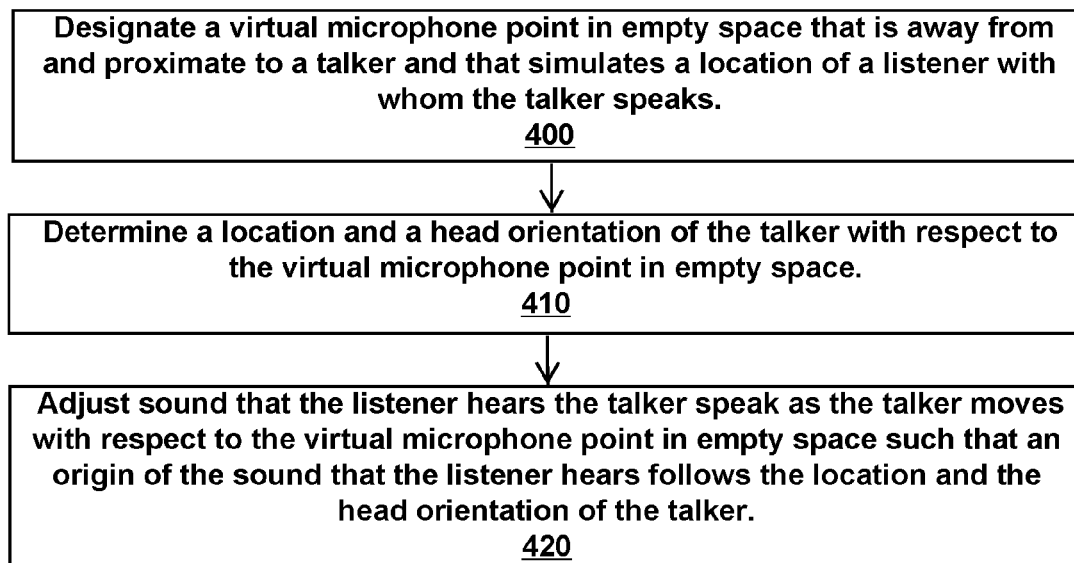 Designate a virtual microphone point in empty space that is away from
and proximate to a talker and that simulates a location of a listener with
whom the talker speaks.
400
Determine a location and a head orientation of the talker with respect to
the virtual microphone point in empty space.
410
Adjust sound that the listener hears the talker speak as the talker moves
with respect to the virtual microphone point in empty space such that an
origin of the sound that the listener hears follows the location and the
head orientation of the talker.
420